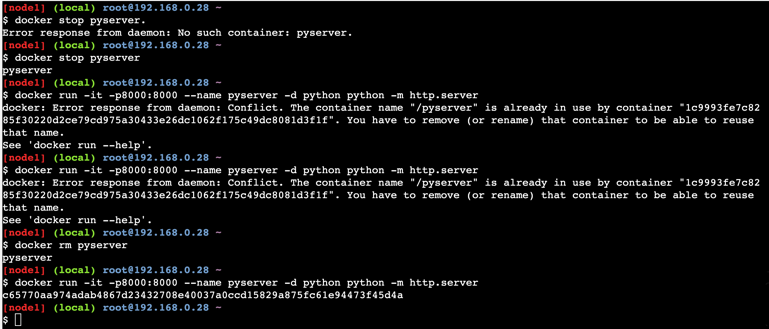 [node1] (local) root@192.168.0.28 ~
$ docker stop pyserver.
Error response from daemon: No such container: pyserver.
[node1] (local) root@192.168.0.28 ~
$ docker stop pyserver
pyserver
[node1] (local) root@192.168.0.28 ~
$ docker run -it -p8000:8000 --name pyserver -d python python -m http.server
docker: Error response from daemon: Conflict. The container name "/pyserver" is already in use by container "1c9993fe7c82
85f30220d2ce79cd975a30433e26dc1062f175c49dc8081d3f1f". You have to remove (or rename) that container to be able to reuse
that name.
See 'docker run --help'.
[node1] (local) root@192.168.0.28 ~
$ docker run -it -p8000:8000 --name pyserver -d python python -m http.server
docker: Error response from daemon: Conflict. The container name "/pyserver" is already in use by container "1c9993fe7c82
85f30220d2ce79cd975a30433e26dc1062f175c49dc8081d3f1f". You have to remove (or rename) that container to be able to reuse
that name.
See 'docker run --help'.
[node1] (local) root@192.168.0.28 ~
$ docker rm pyserver
pyserver
[node1] (local) root@192.168.0.28 ~
$ docker run -it -p8000:8000 --name pyserver -d python python -m http.server
c65770aa974adab4867d23432708e40037a0ccd15829a875fc61e94473f45d4a
[node1] (local) root@192.168.0.28 ~
$